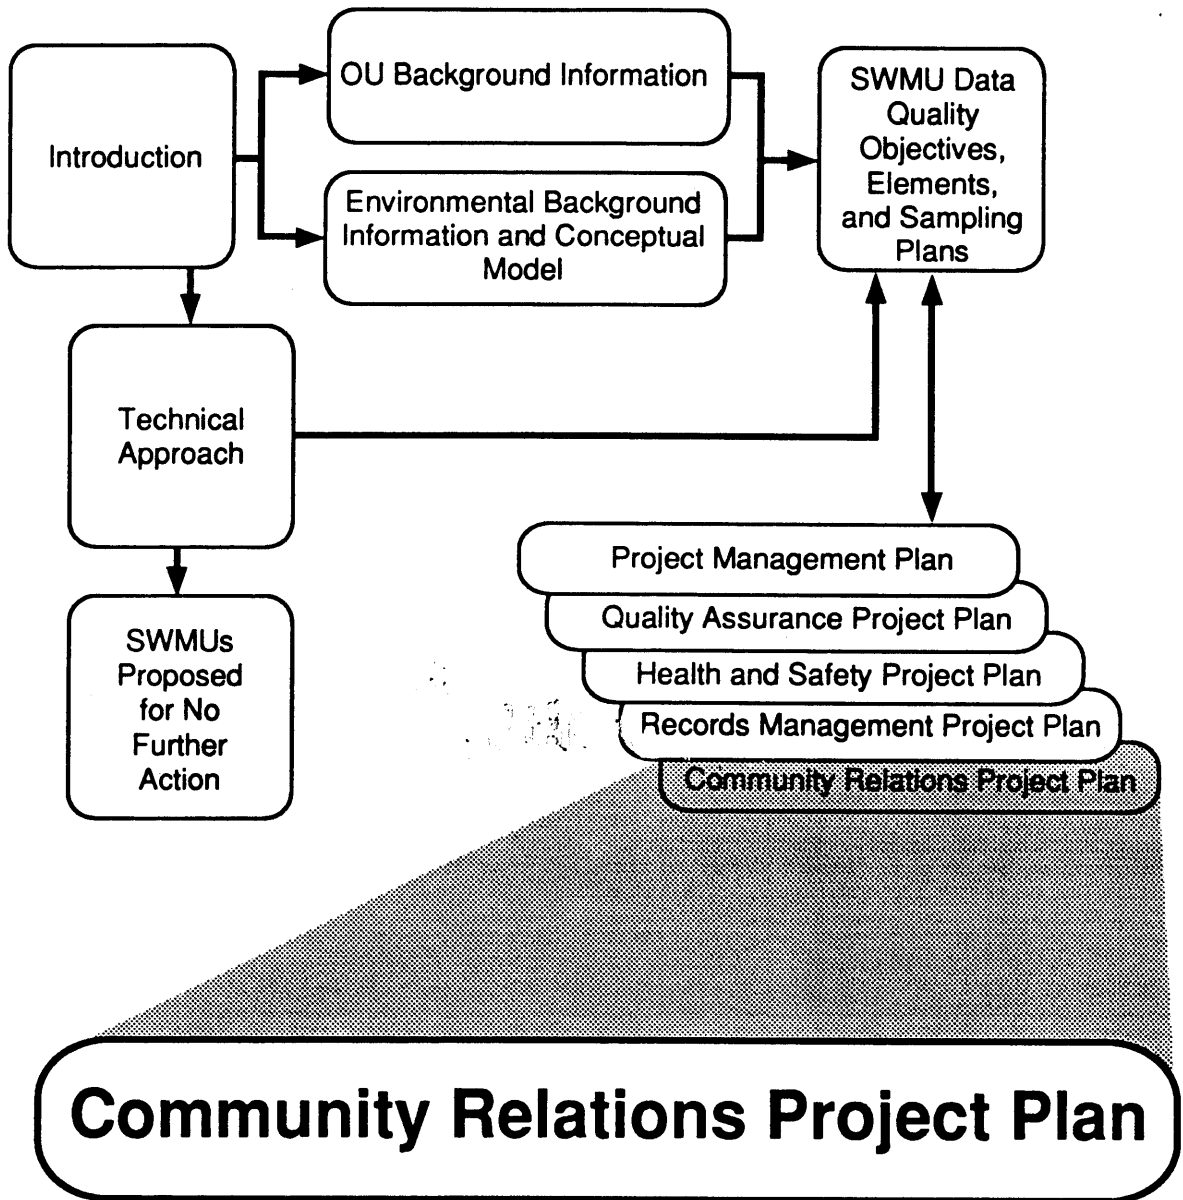 Introduction
OU Background Information
Environmental Background
Information and Conceptual
Model
SWMU Data
Quality
Objectives,
Elements,
and Sampling
Plans
Technical
Approach
SWMUs
Proposed
for No
Further
Action
Project Management Plan
Quality Assurance Project Plan
Health and Safety Project Plan
Records Management Project Plan
Community Relations Project Plan
Community Relations Project Plan